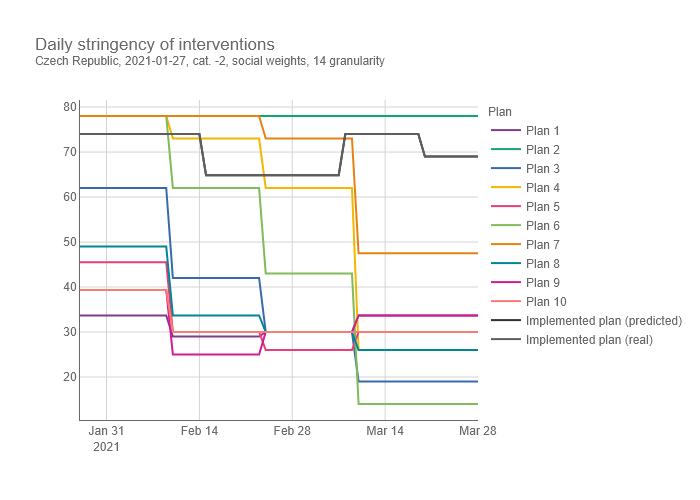 Daily stringency of interventions
Czech Republic, 2021-01-27, cat. -2, social weights, 14 granularity
80
70
60
50
40
30
20
Jan 31
2021
Feb 14
Feb 28
Mar 14
Mar 28
Plan
Plan 1
Plan 2
Plan 3
Plan 4
Plan 5
Plan 6
Plan 7
Plan 8
Plan 9
Plan 10
Implemented plan (predicted)
Implemented plan (real)